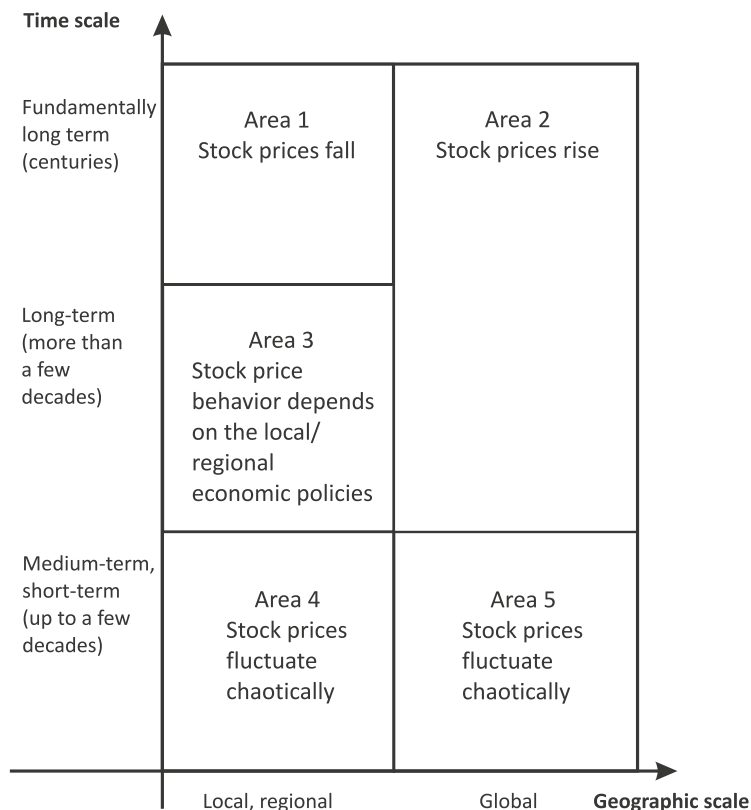 Time scale
Fundamentally
long term
(centuries)
Area 1
Stock prices fall
Area 2
Stock prices rise
Long-term
(more than
a few
decades)
Area 3
Stock price
behavior depends
on the local/
regional
economic policies
Medium-term,
short-term
(up to a few
decades)
Area 4
Stock prices
fluctuate
chaotically
Area 5
Stock prices
fluctuate
chaotically
Local, regional
Global
Geographic scale